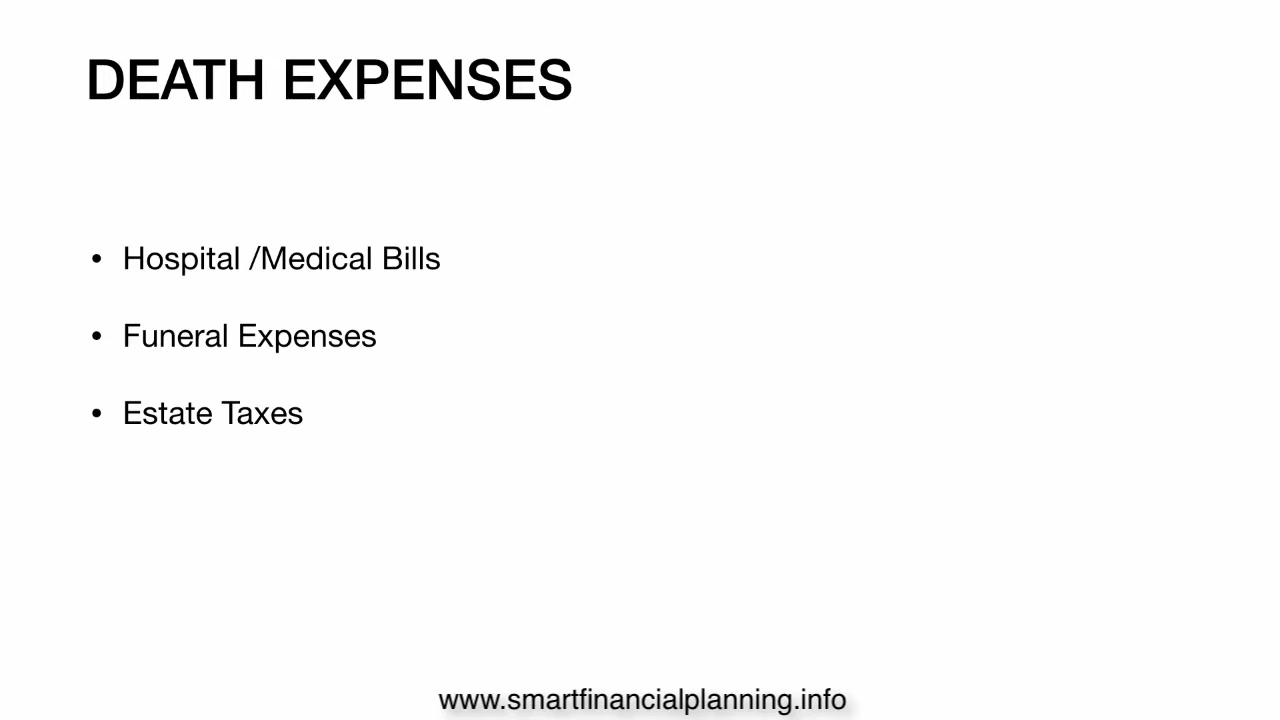 DEATH EXPENSES
• Hospital /Medical Bills
• Funeral Expenses
• Estate Taxes
www.smartfinancialplanning.info